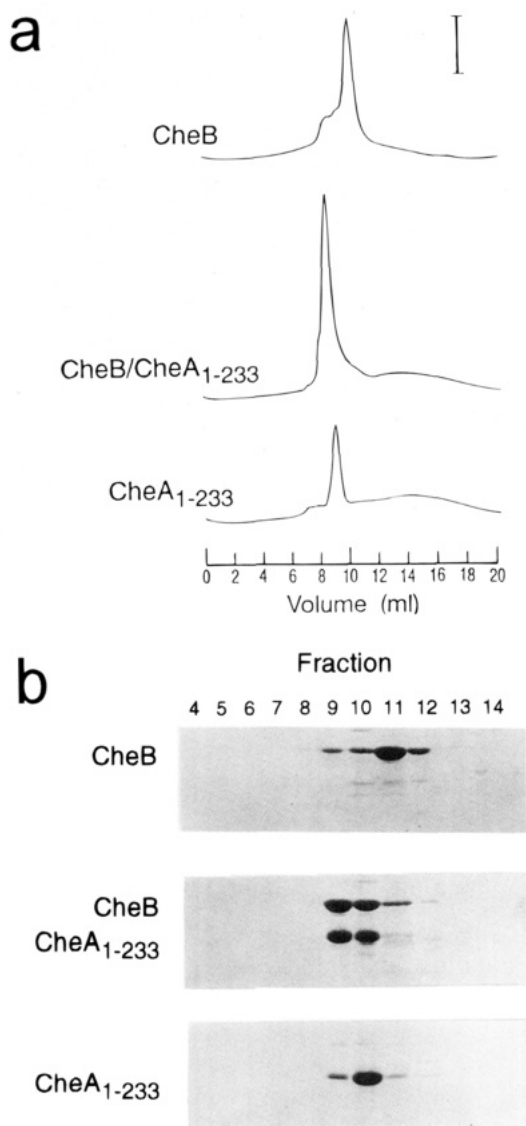 a
CheB
CheB/CheA1-233
CheA1-233
0 2 4 6 8 10 12 14 16 18 20
Volume (ml)
b
Fraction
4 5 6 7 8 9 10 11 12 13 14
CheB
CheB
CheA1-233
CheA1-233